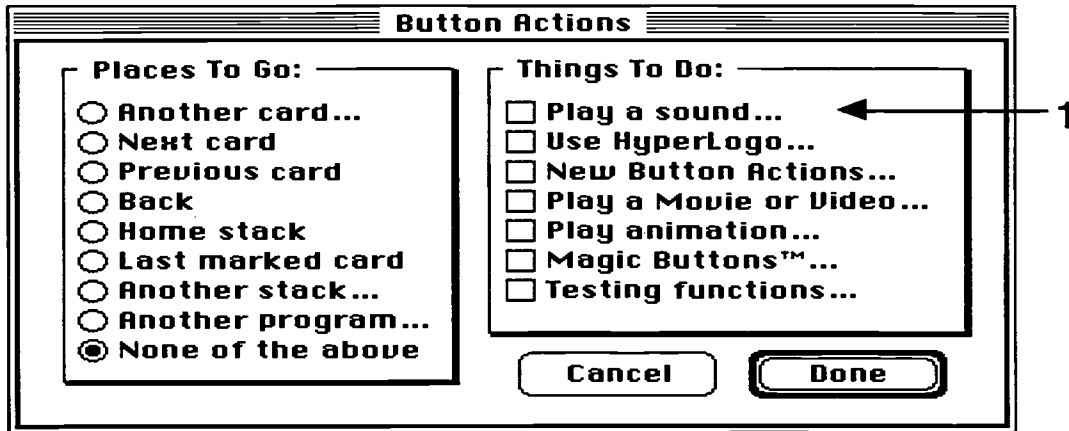 Button Actions
Places To Go:
Another card...
Next card
Previous card
Back
Home stack
Last marked card
Another stack...
Another program...
None of the above
Things To Do:
Play a sound...
Use HyperLogo...
New Button Actions...
Play a Movie or Video...
Play animation...
Magic Buttons™...
Testing functions...
1
Cancel
Done